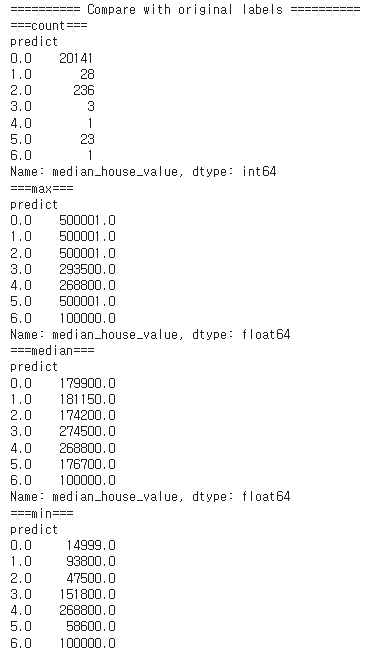 ========== Compare with original labels ==========
===count===
predict
0.0    20141
1.0       28
2.0      236
3.0        3
4.0        1
5.0       23
6.0        1
Name: median_house_value, dtype: int64
===max===
predict
0.0    500001.0
1.0    500001.0
2.0    500001.0
3.0    293500.0
4.0    268800.0
5.0    500001.0
6.0    100000.0
Name: median_house_value, dtype: float64
===median===
predict
0.0    179900.0
1.0    181150.0
2.0    174200.0
3.0    274500.0
4.0    268800.0
5.0    176700.0
6.0    100000.0
Name: median_house_value, dtype: float64
===min===
predict
0.0     14999.0
1.0     93800.0
2.0     47500.0
3.0    151800.0
4.0    268800.0
5.0     58600.0
6.0    100000.0